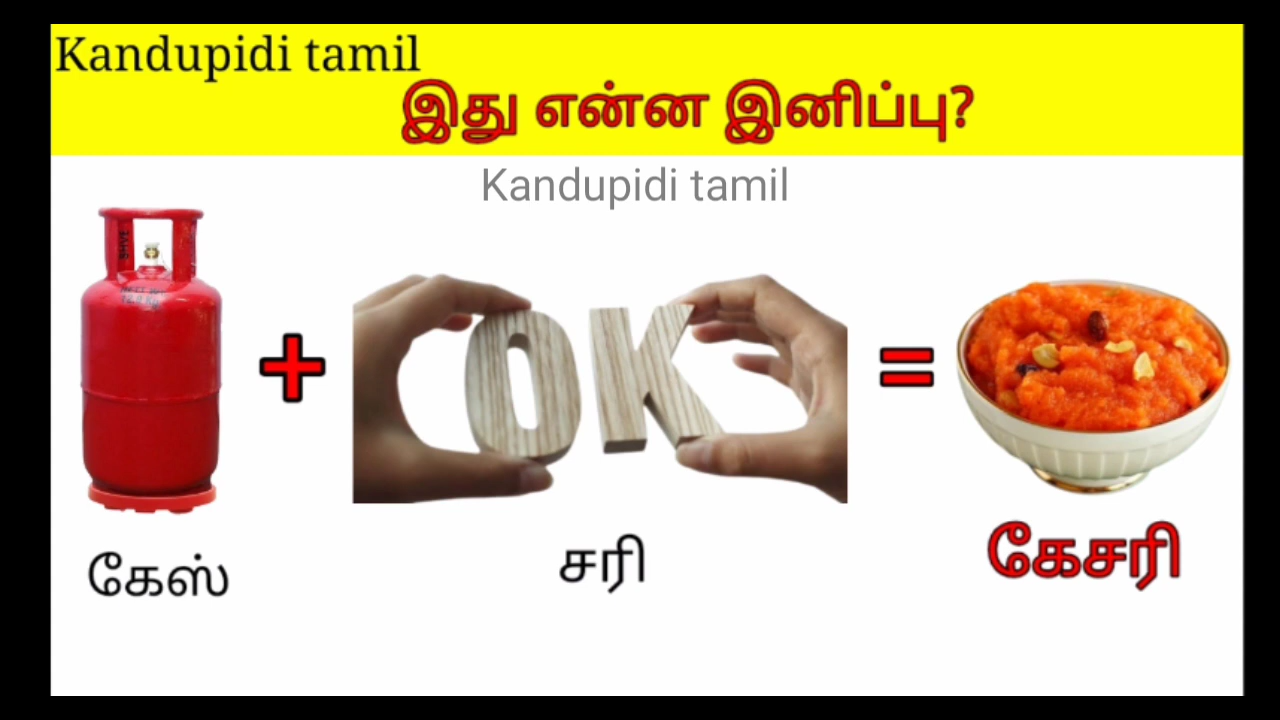 Kandupidi tamil
இது என்ன இனிப்பு?
Kandupidi tamil
OK
கேஸ்
சரி
கேசரி